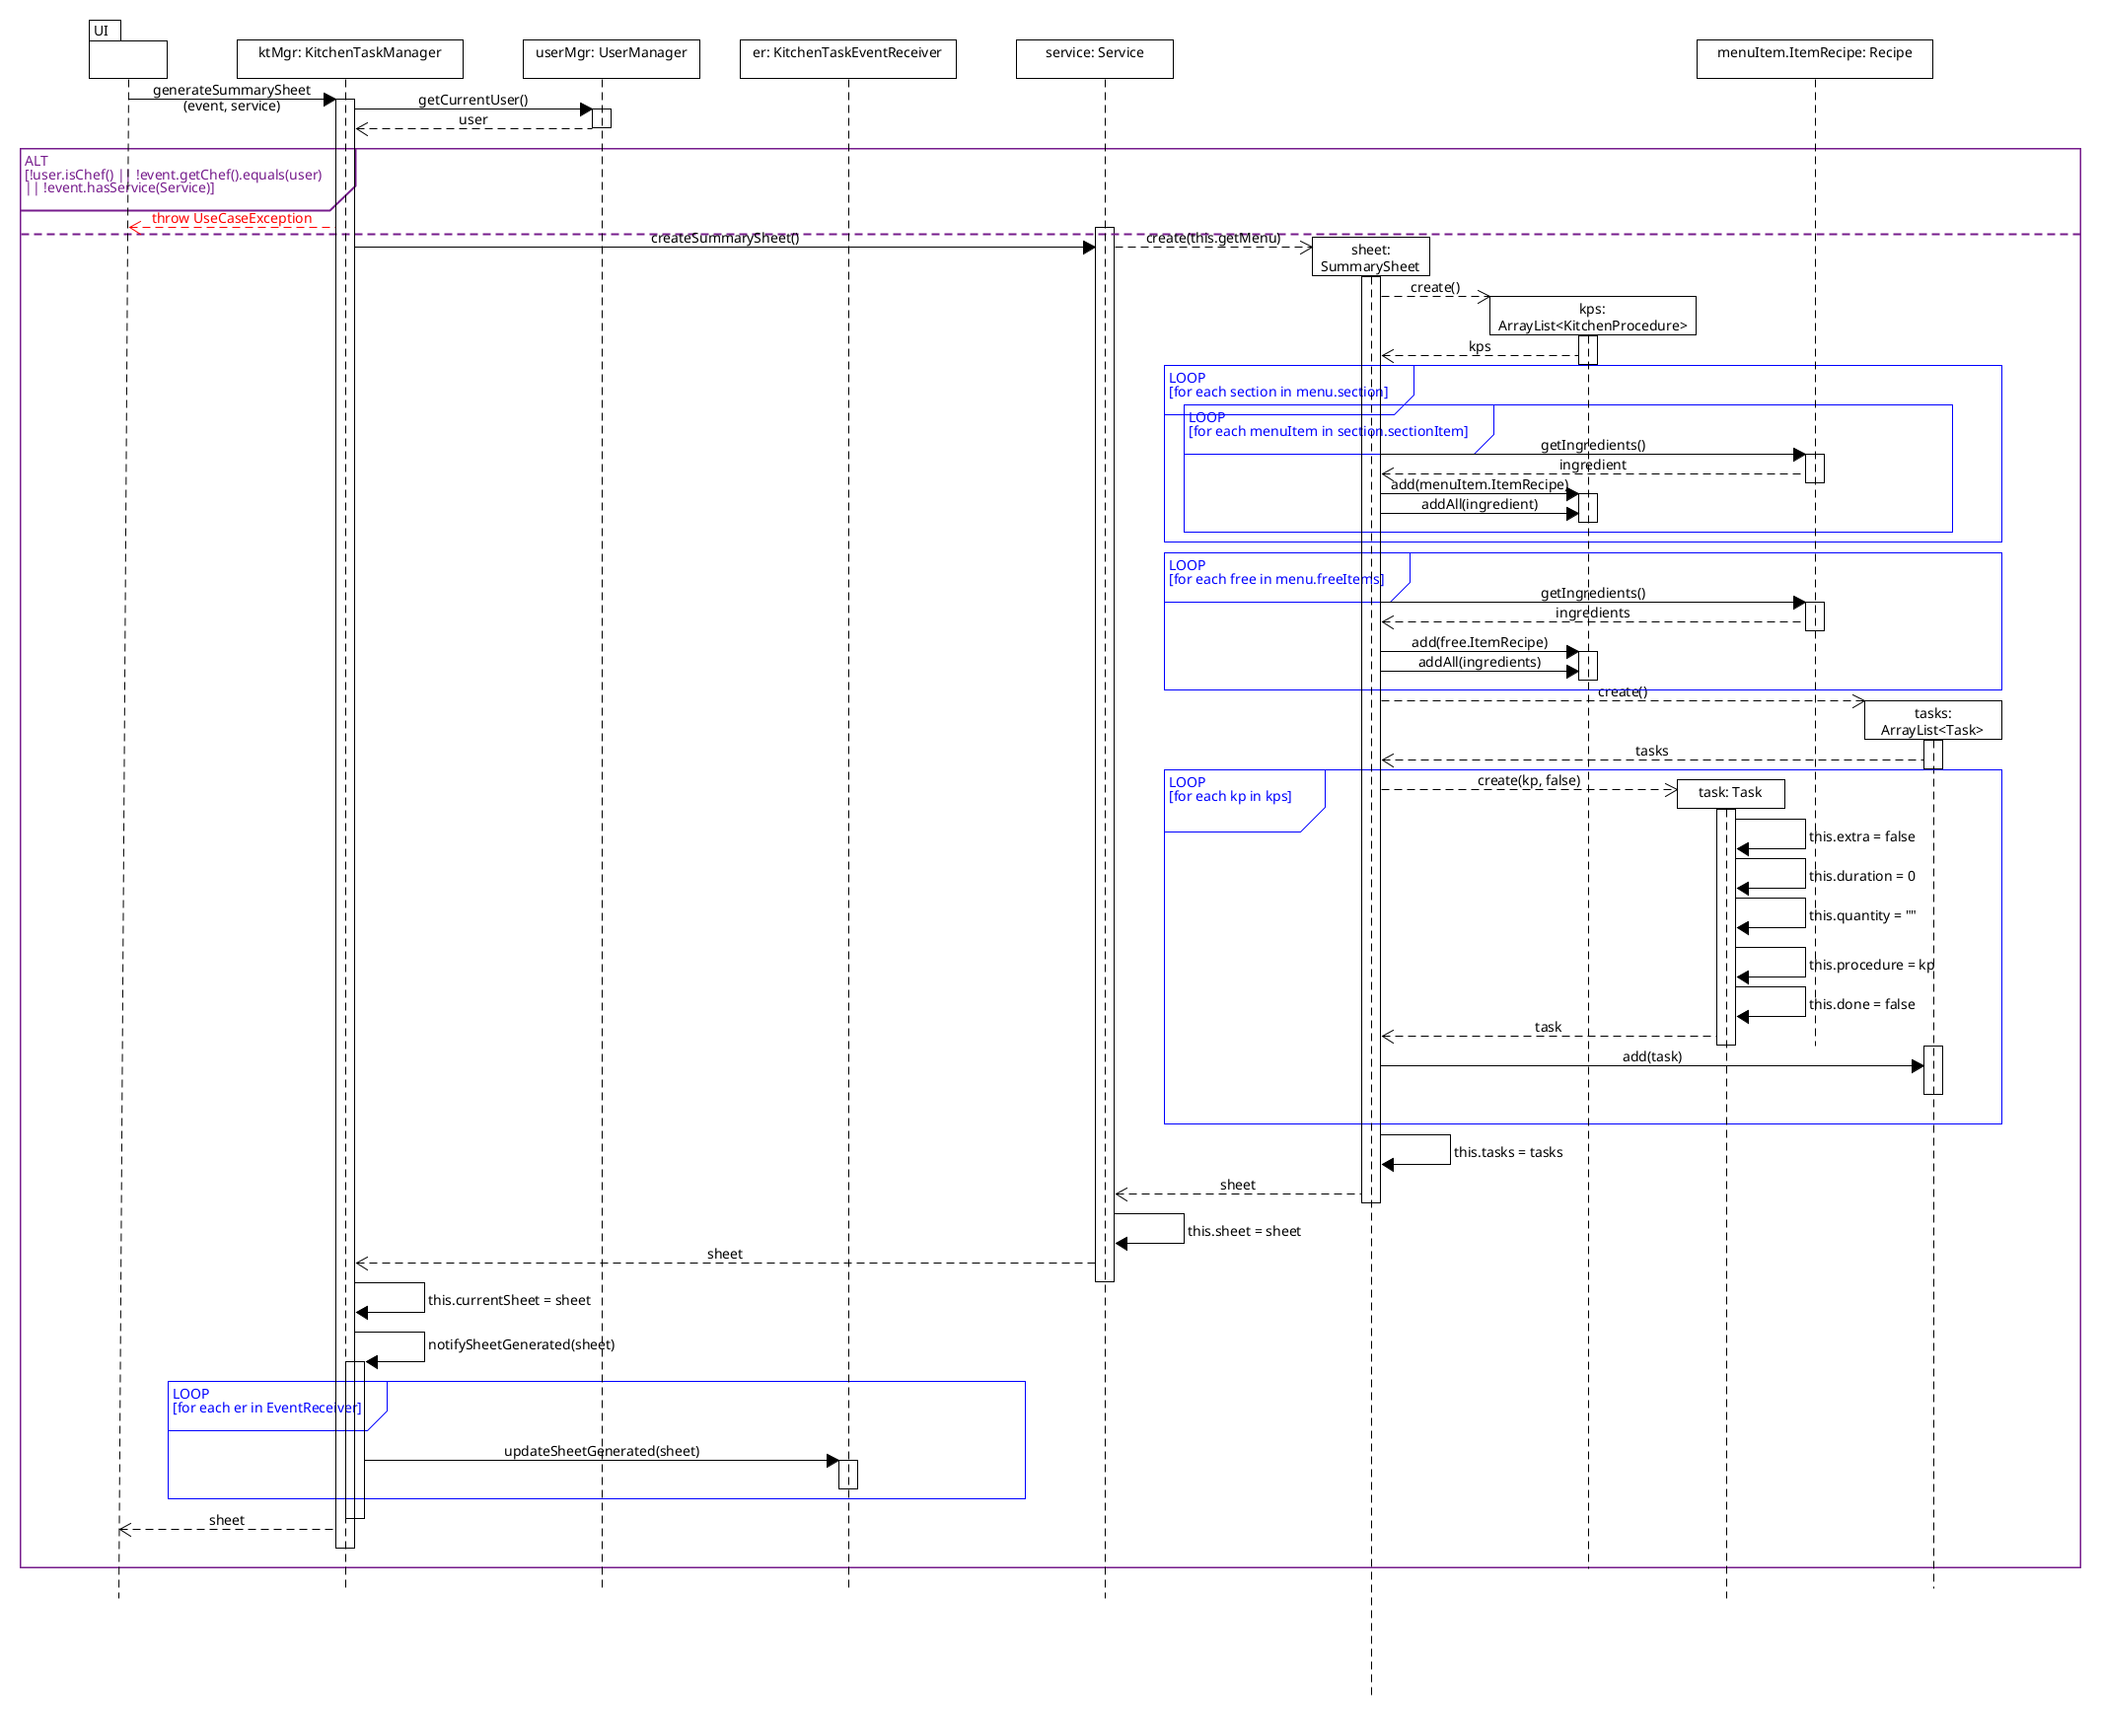 UI
ktMgr: KitchenTaskManager
userMgr: UserManager
er: KitchenTaskEventReceiver
service: Service
menuItem.ItemRecipe: Recipe
generateSummarySheet
(event, service)
getCurrentUser()
user
ALT
[!user.isChef() || !event.getChef().equals(user)
|| !event.hasService(Service)]
throw UseCaseException
createSummarySheet()
create(this.getMenu)
sheet:
SummarySheet
create()
kps:
ArrayList<KitchenProcedure>
kps
LOOP
[for each section in menu.section]
LOOP
[for each menuItem in section.sectionItem]
getIngredients()
ingredient
add(menuItem.ItemRecipe)
addAll(ingredient)
LOOP
[for each free in menu.freeItems]
getIngredients()
ingredients
add(free.ItemRecipe)
addAll(ingredients)
create()
tasks:
ArrayList<Task>
tasks
LOOP
[for each kp in kps]
create(kp, false)
task: Task
this.extra = false
this.duration = 0
this.quantity = ""
this.procedure = kp
this.done = false
task
add(task)
this.tasks = tasks
sheet
this.sheet = sheet
sheet
this.currentSheet = sheet
notifySheetGenerated(sheet)
LOOP
[for each er in EventReceiver]
updateSheetGenerated(sheet)
sheet